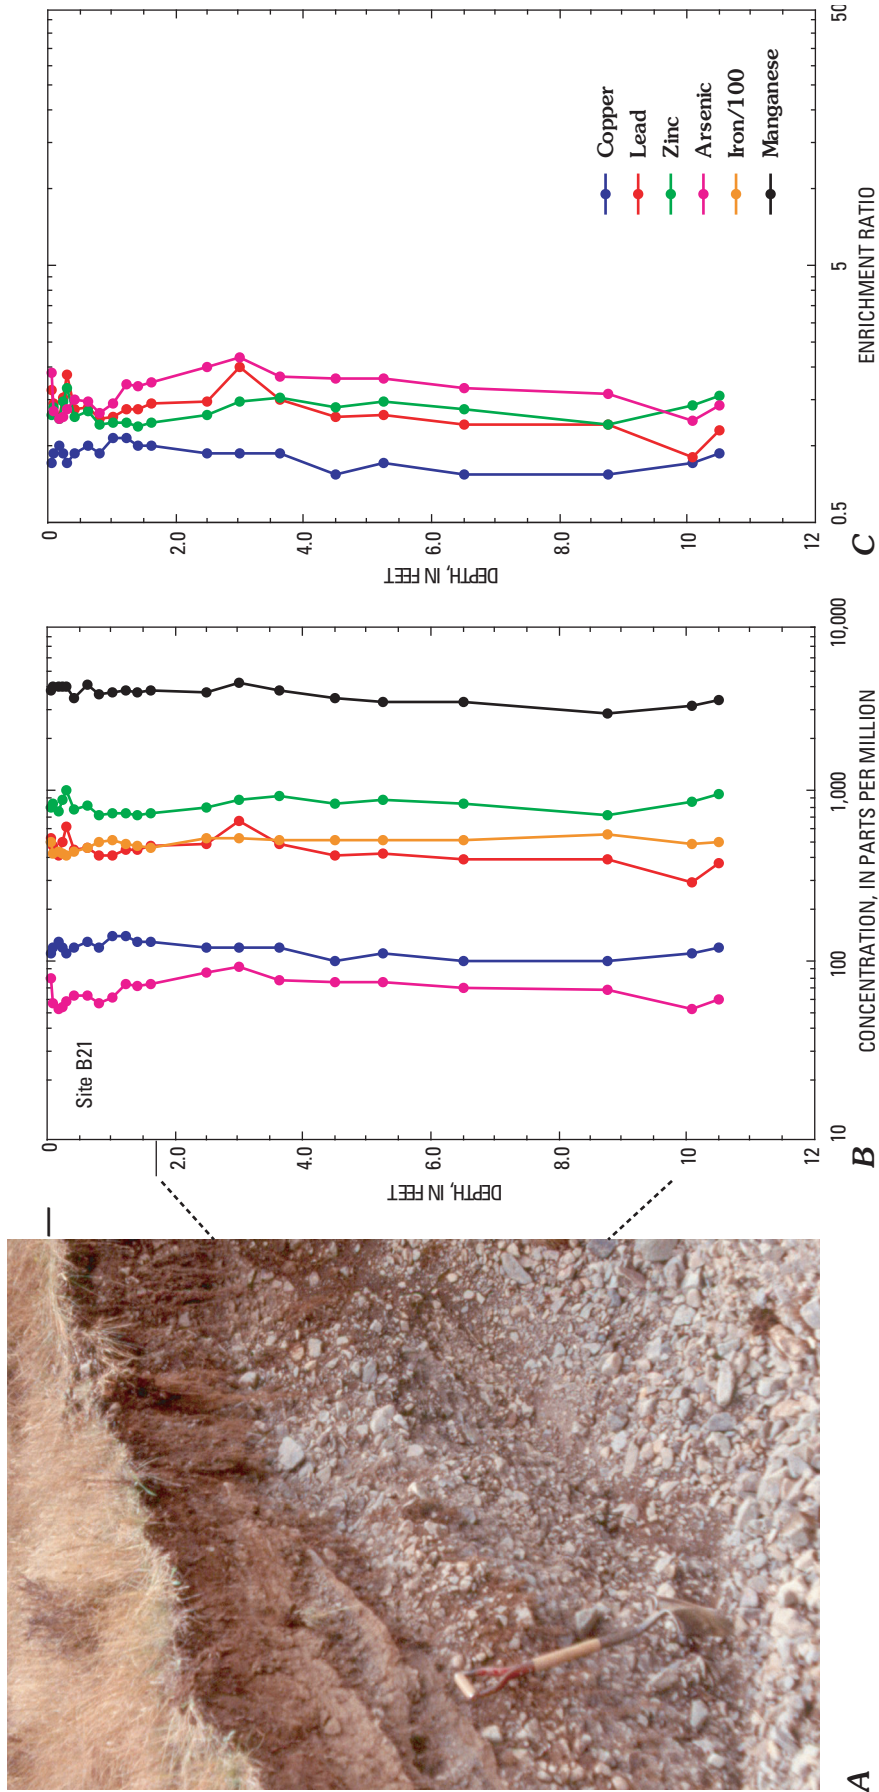 A
Site B21
0
2.0
4.0
6.0
8.0
10
12
DEPTH, IN FEET
10
100
1,000
10,000
CONCENTRATION, IN PARTS PER MILLION
B
0
2.0
4.0
6.0
8.0
10
12
DEPTH, IN FEET
0.5
5
50
ENRICHMENT RATIO
Copper
Lead
Zinc
Arsenic
Iron/100
Manganese
C